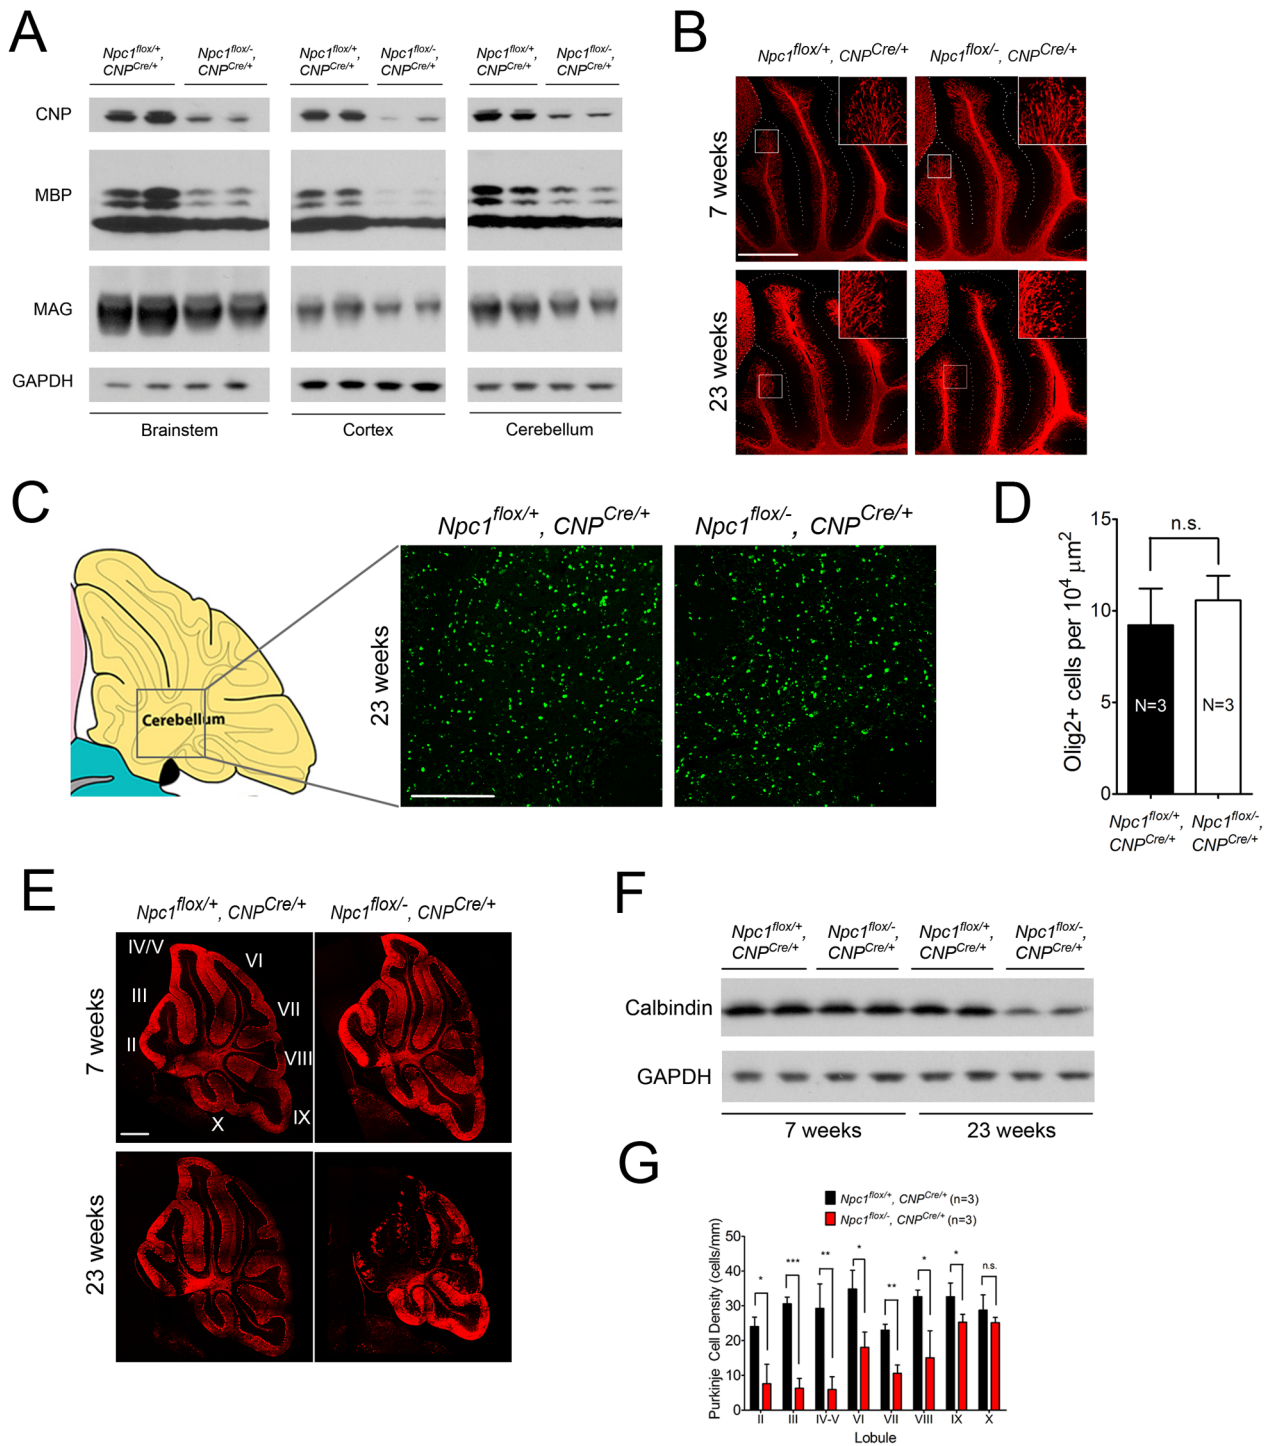 A
Npc1flox/+, Npc1flox/-, Npc1flox/+, Npc1flox/-, Npc1flox/+, Npc1flox/-,
CNPCre/+ CNPCre/+ CNPCre/+ CNPCre/+ CNPCre/+ CNPCre/+
CNP
MBP
MAG
GAPDH
Brainstem Cortex Cerebellum
B
Npc1flox/+, CNPCre/+ Npc1flox/-, CNPCre/+
7 weeks
23 weeks
C
Npc1flox/+, CNPCre/+ Npc1flox/-, CNPCre/+
23 weeks
Cerebellum
D
15
n.s.
10
5
0
Olig2+ cells per 10⁴ µm²
N=3 N=3
Npc1flox/+, Npc1flox/-,
CNPCre/+ CNPCre/+
E
Npc1flox/+, CNPCre/+ Npc1flox/-, CNPCre/+
7 weeks
IV/V
VI
III
VII
II
VIII
IX
X
23 weeks
F
Npc1flox/+, Npc1flox/-, Npc1flox/+, Npc1flox/-,
CNPCre/+ CNPCre/+ CNPCre/+ CNPCre/+
Calbindin
GAPDH
7 weeks 23 weeks
G
Npc1flox/+, CNPCre/+ (n=3)
Npc1flox/-, CNPCre/+ (n=3)
Purkinje Cell Density (cells/mm)
50
40
30
20
10
0
* *** ** * ** * * n.s.
II III IV-V VI VII VIII IX X
Lobule